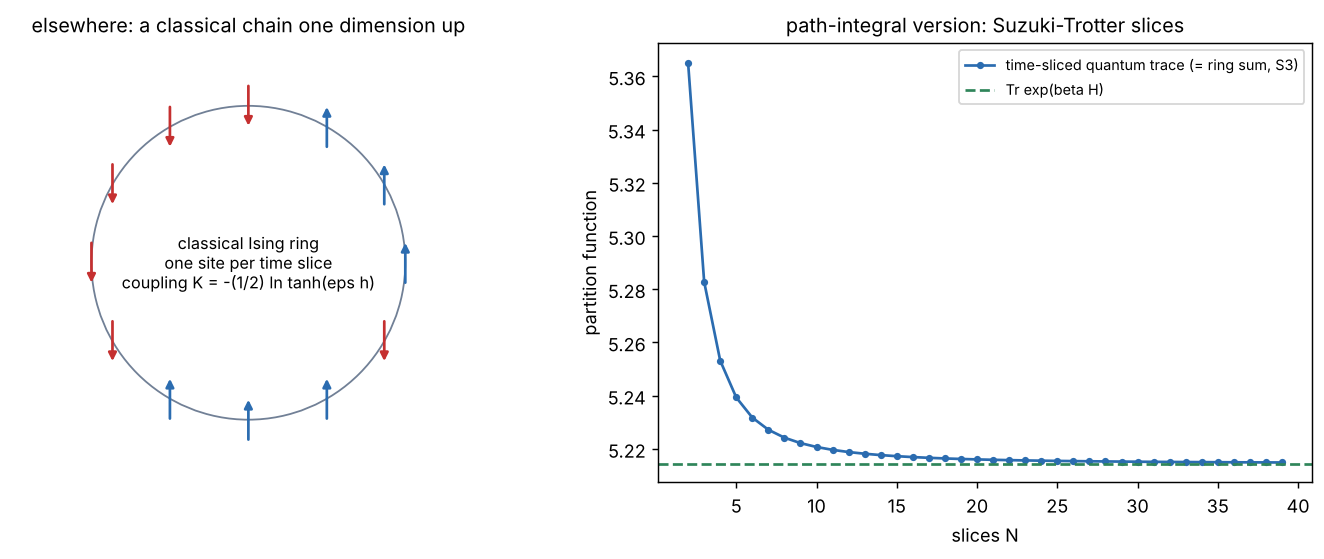 elsewhere: a classical chain one dimension up
classical Ising ring
one site per time slice
coupling K = -(1/2) ln tanh(eps h)
path-integral version: Suzuki-Trotter slices
time-sliced quantum trace (= ring sum, S3)
Tr exp(beta H)
partition function
5.36
5.34
5.32
5.30
5.28
5.26
5.24
5.22
5
10
15
20
25
30
35
40
slices N